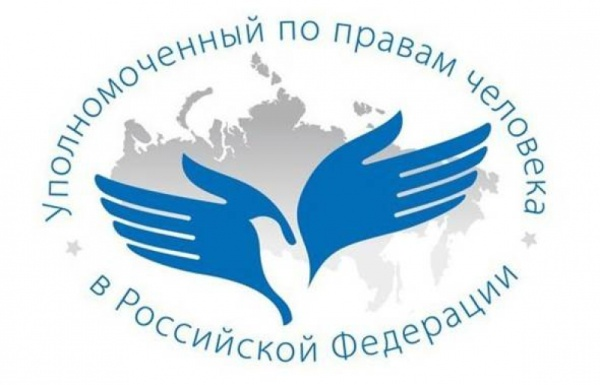 Уполномоченный по правам человека
в Российской Федерации